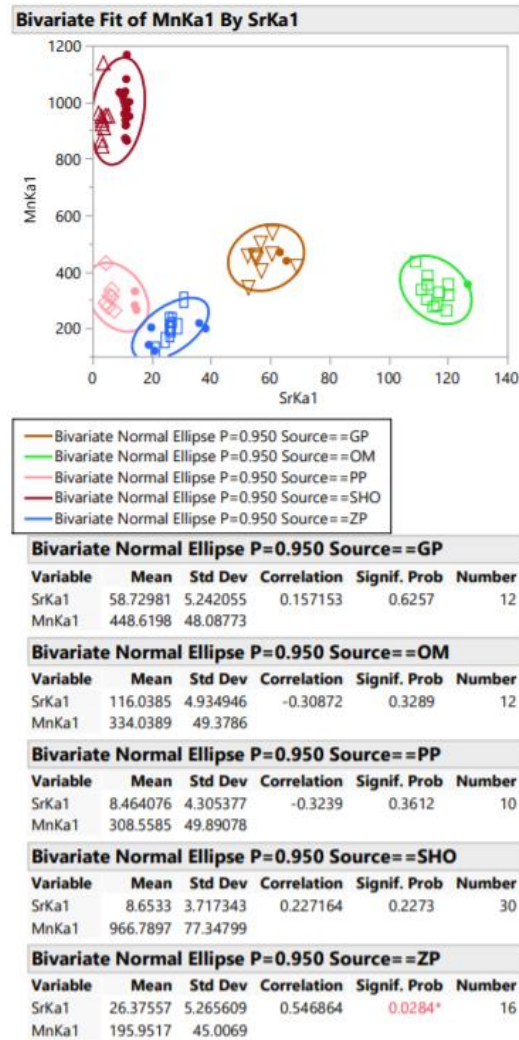 Bivariate Fit of MnKa1 By SrKa1
1200
1000
800
600
400
200
MnKa1
0 20 40 60 80 100 120 140
SrKa1
Bivariate Normal Ellipse P=0.950 Source==GP
Bivariate Normal Ellipse P=0.950 Source==OM
Bivariate Normal Ellipse P=0.950 Source==PP
Bivariate Normal Ellipse P=0.950 Source==SHO
Bivariate Normal Ellipse P=0.950 Source==ZP
Bivariate Normal Ellipse P=0.950 Source==GP
Variable Mean Std Dev Correlation Signif. Prob Number
SrKa1 58.72981 5.242055 0.157153 0.6257 12
MnKa1 448.6198 48.08773
Bivariate Normal Ellipse P=0.950 Source==OM
Variable Mean Std Dev Correlation Signif. Prob Number
SrKa1 116.0385 4.934946 -0.30872 0.3289 12
MnKa1 334.0389 49.3786
Bivariate Normal Ellipse P=0.950 Source==PP
Variable Mean Std Dev Correlation Signif. Prob Number
SrKa1 8.464076 4.305377 -0.3239 0.3612 10
MnKa1 308.5585 49.89078
Bivariate Normal Ellipse P=0.950 Source==SHO
Variable Mean Std Dev Correlation Signif. Prob Number
SrKa1 8.6533 3.717343 0.227164 0.2273 30
MnKa1 966.7897 77.34799
Bivariate Normal Ellipse P=0.950 Source==ZP
Variable Mean Std Dev Correlation Signif. Prob Number
SrKa1 26.37557 5.265609 0.546864 0.0284* 16
MnKa1 195.9517 45.0069